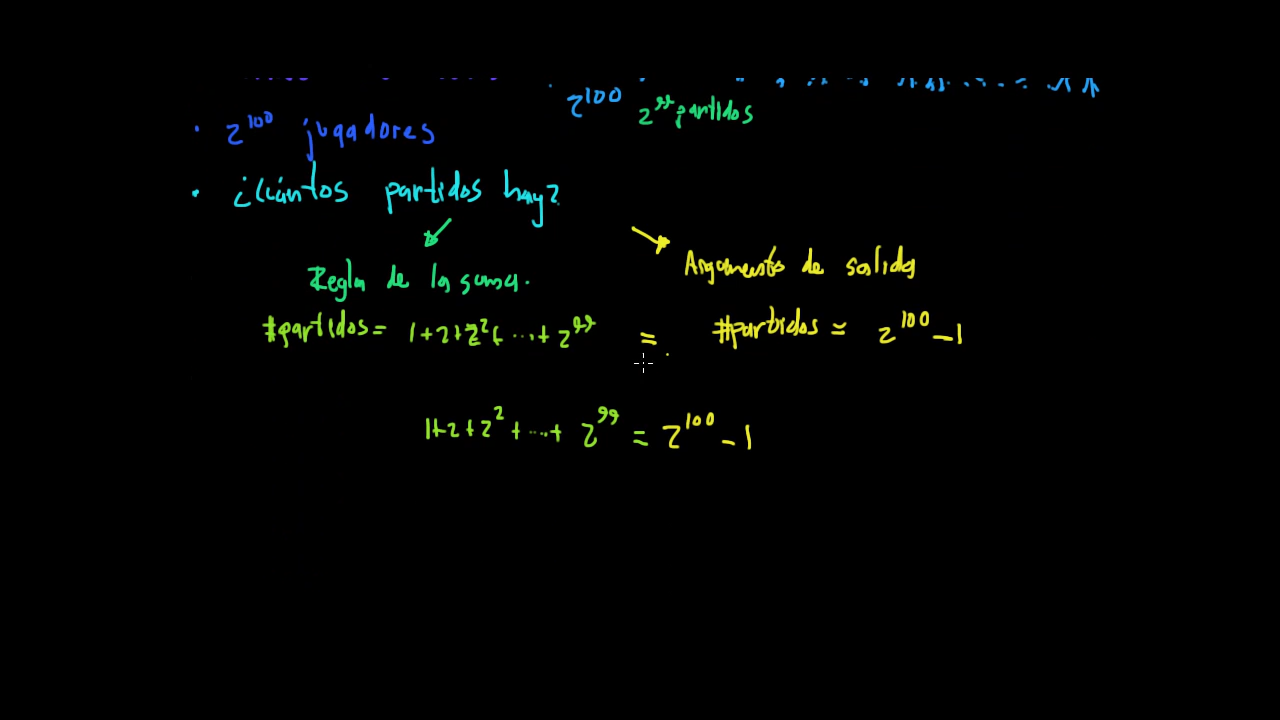 2^100 2^99 partidos
· 2^100 jugadores
· ¿Cuántos partidos hay?
Regla de la suma.
Argumento de salida
#partidos = 1+2+2^2+...+2^99 = #partidos = 2^100 - 1
1+2+2^2+...+2^99 = 2^100 - 1